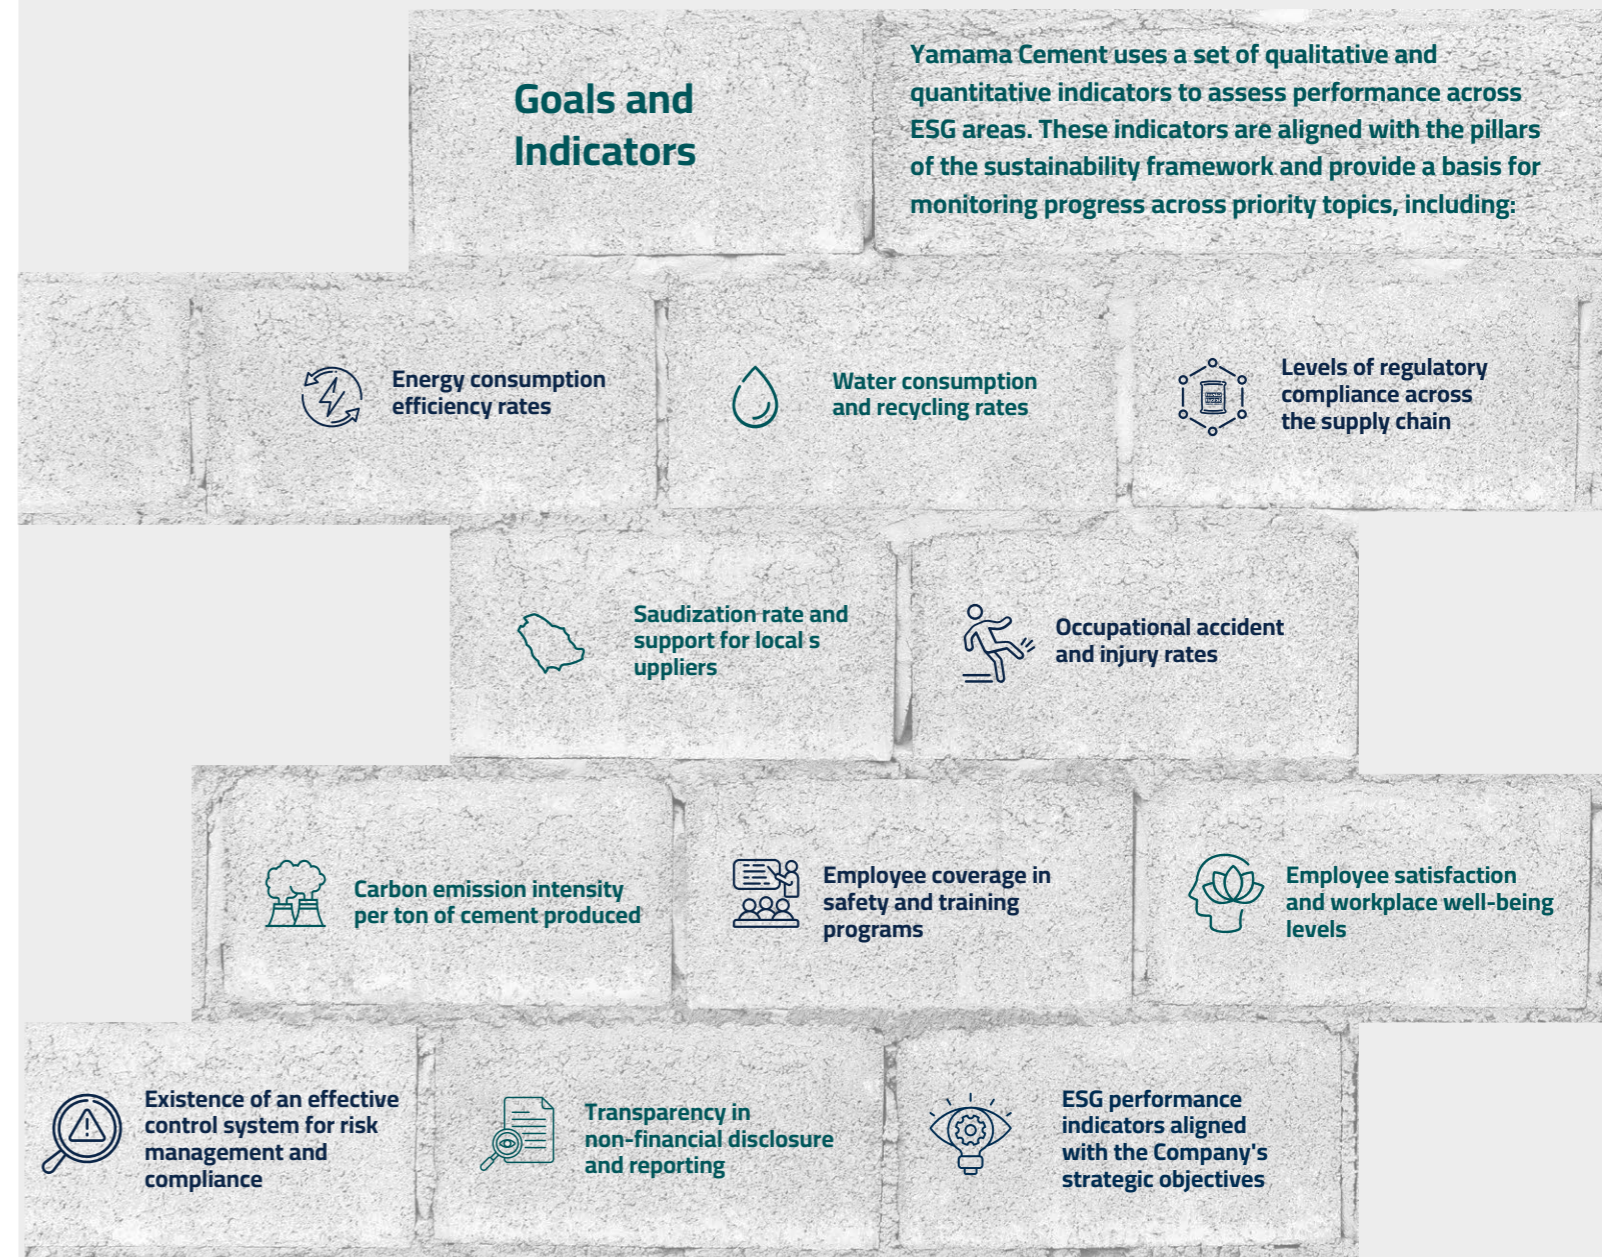 Goals and
Indicators
Yamama Cement uses a set of qualitative and
quantitative indicators to assess performance across
ESG areas. These indicators are aligned with the pillars
of the sustainability framework and provide a basis for
monitoring progress across priority topics, including:
Energy consumption
efficiency rates
Water consumption
and recycling rates
Levels of regulatory
compliance across
the supply chain
Saudization rate and
support for local s
uppliers
Occupational accident
and injury rates
Carbon emission intensity
per ton of cement produced
Employee coverage in
safety and training
programs
Employee satisfaction
and workplace well-being
levels
Existence of an effective
control system for risk
management and
compliance
Transparency in
non-financial disclosure
and reporting
ESG performance
indicators aligned
with the Company's
strategic objectives